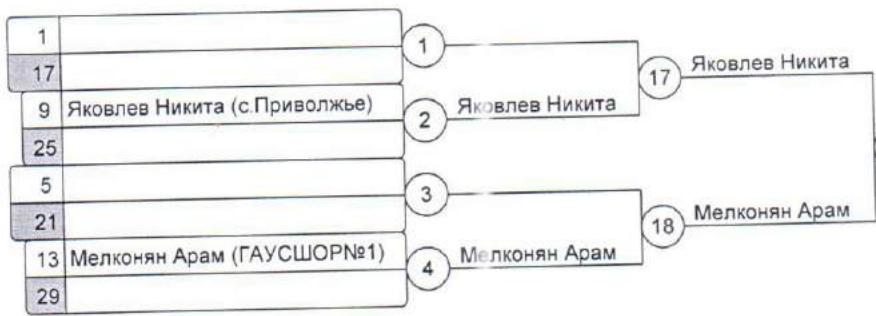 1
17
1
9 Яковлев Никита (с.Приволжье)
25
2
Яковлев Никита
17
Яковлев Никита
5
21
3
13 Мелконян Арам (ГАУСШОР№1)
29
4
Мелконян Арам
18
Мелконян Арам